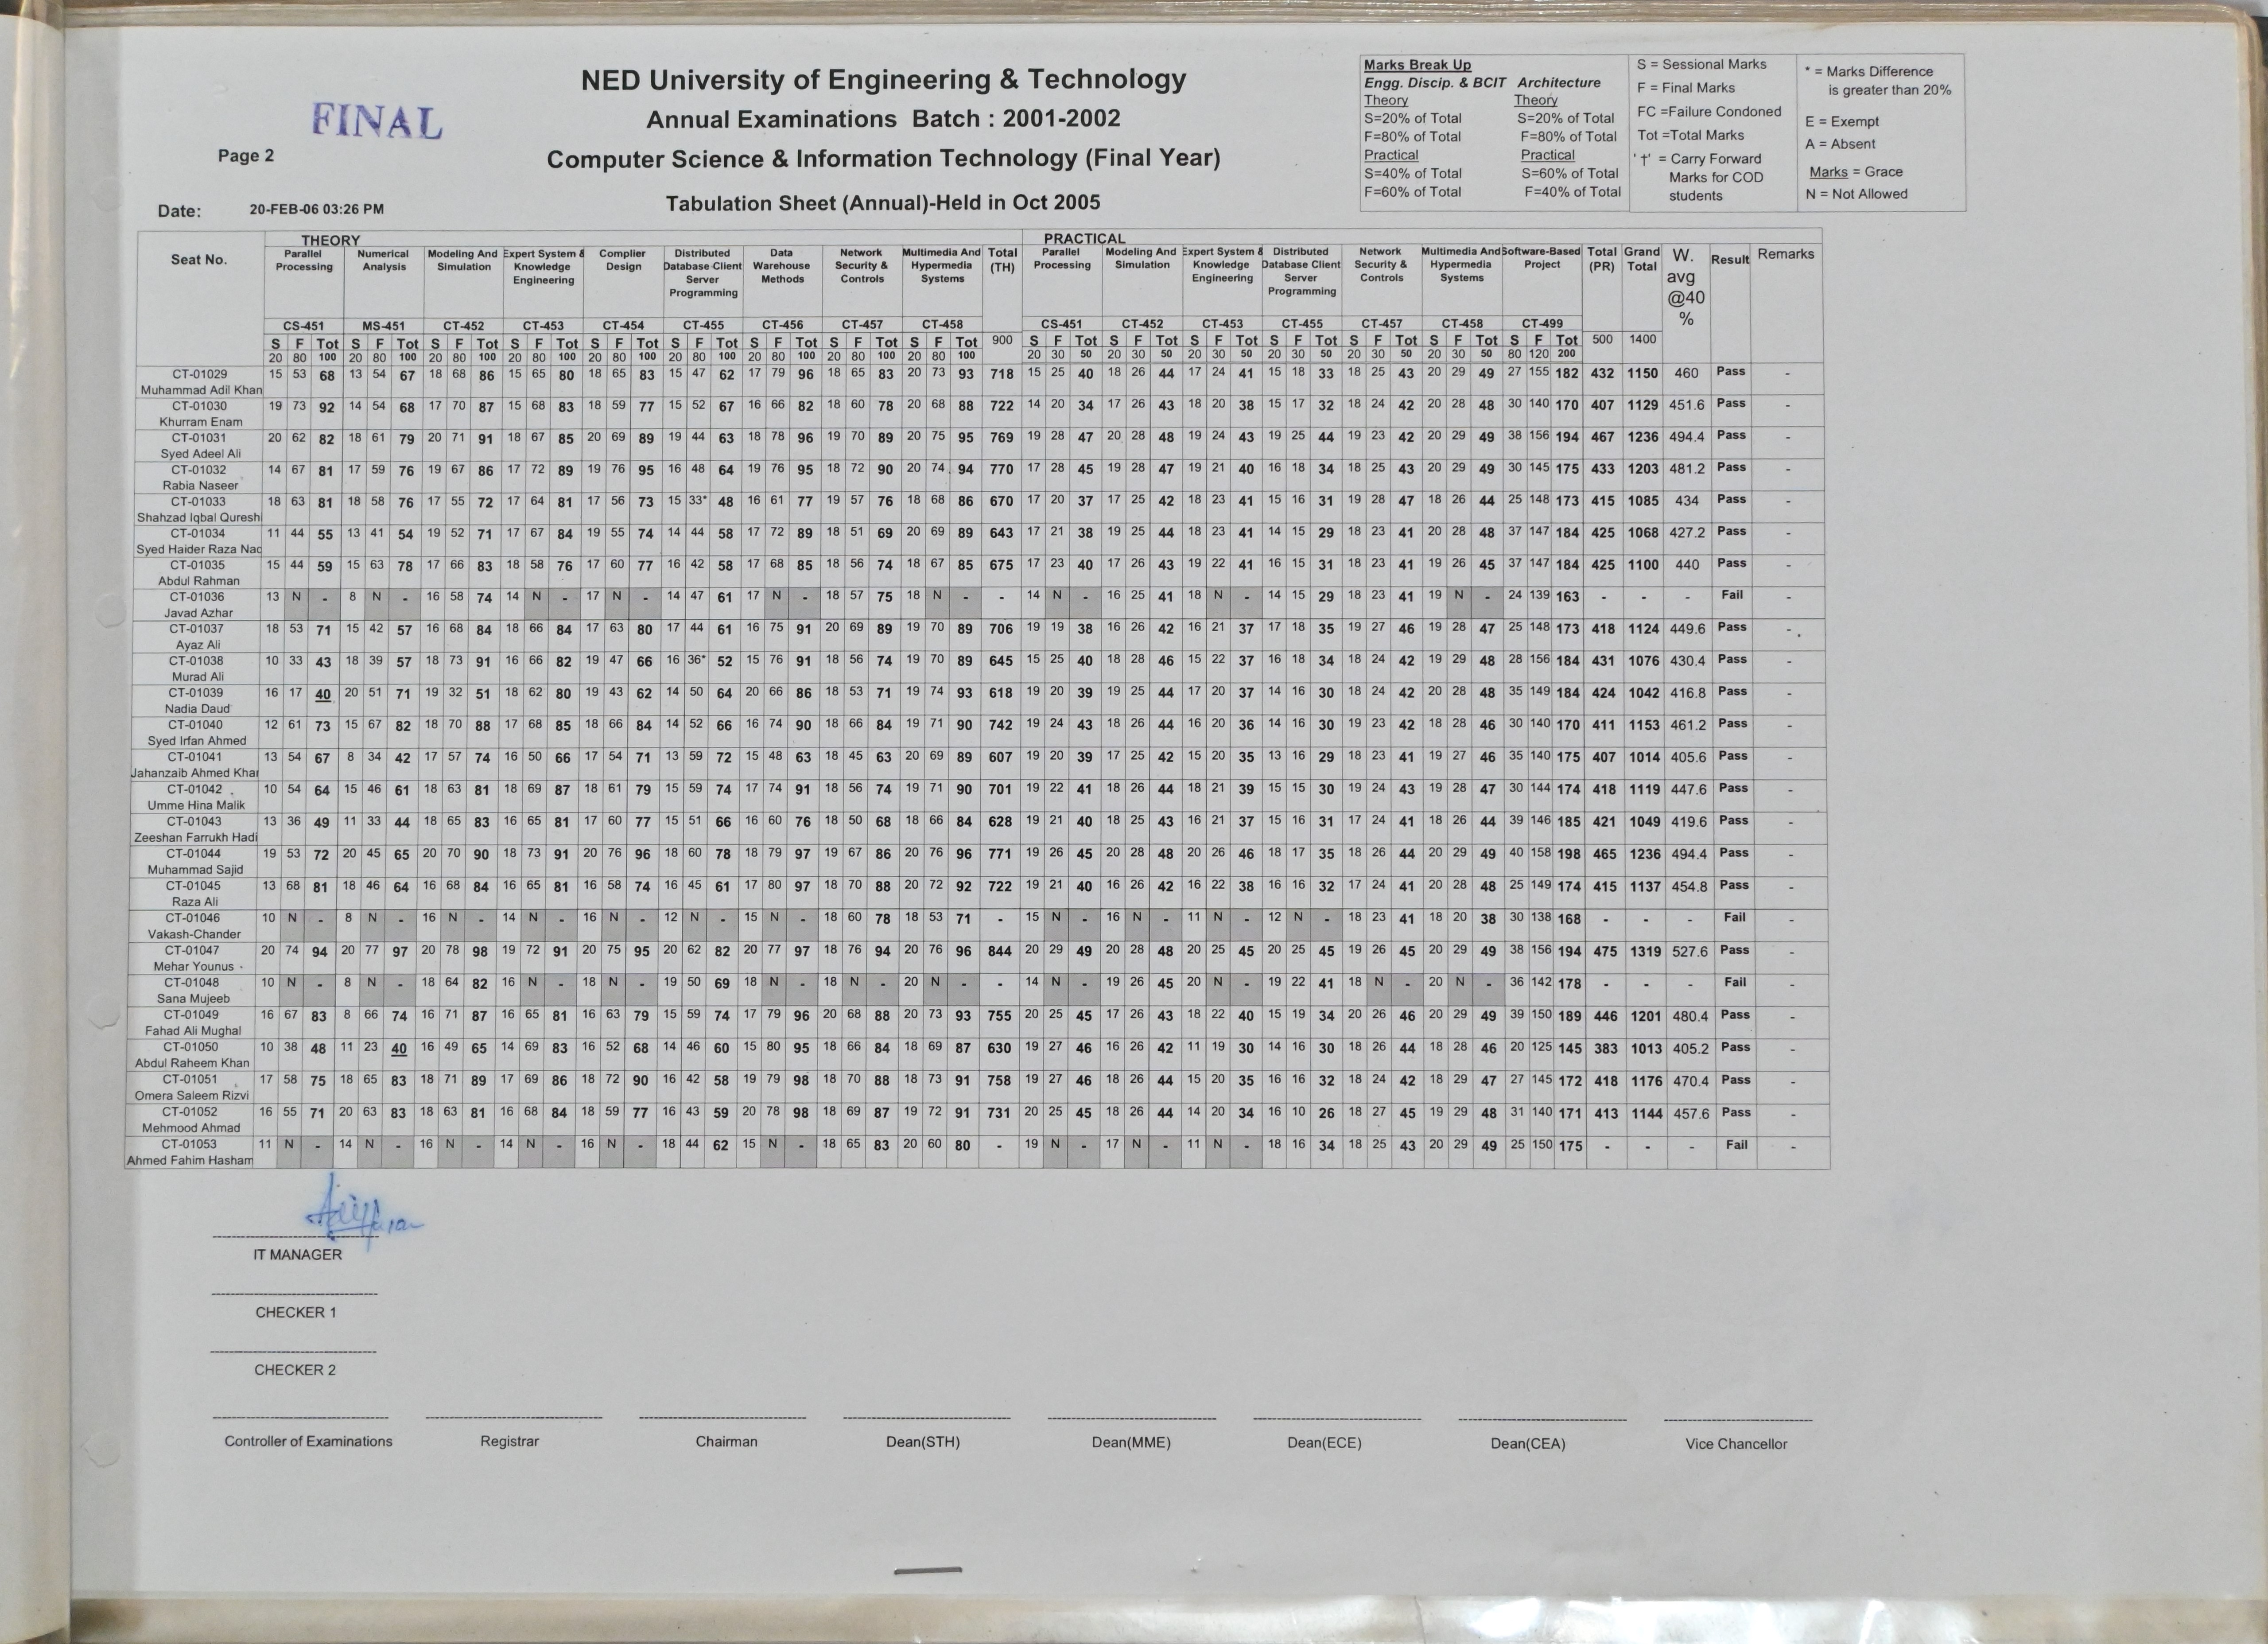 NED University of Engineering & Technology
FINAL
Annual Examinations Batch : 2001-2002
Page 2
Computer Science & Information Technology (Final Year)
Date: 20-FEB-06 03:26 PM
Tabulation Sheet (Annual)-Held in Oct 2005
Marks Break Up
Engg. Discip. & BCIT Architecture
Theory Theory
S=20% of Total S=20% of Total
F=80% of Total F=80% of Total
Practical Practical
S=40% of Total S=60% of Total
F=60% of Total F=40% of Total
S = Sessional Marks
F = Final Marks
FC =Failure Condoned
Tot =Total Marks
'†' = Carry Forward
Marks for COD
students
* = Marks Difference
is greater than 20%
E = Exempt
A = Absent
Marks = Grace
N = Not Allowed
THEORY PRACTICAL
Seat No. Parallel Processing Numerical Analysis Modeling And Simulation Expert System & Knowledge Engineering Complier Design Distributed Database Client Server Programming Data Warehouse Methods Network Security & Controls Multimedia And Hypermedia Systems Total (TH) Parallel Processing Modeling And Simulation Expert System & Knowledge Engineering Distributed Database Client Server Programming Network Security & Controls Multimedia And Hypermedia Systems Software-Based Project Total (PR) Grand Total W. avg @40 % Result Remarks
CS-451 MS-451 CT-452 CT-453 CT-454 CT-455 CT-456 CT-457 CT-458 CS-451 CT-452 CT-453 CT-455 CT-457 CT-458 CT-499
S F Tot S F Tot S F Tot S F Tot S F Tot S F Tot S F Tot S F Tot S F Tot 900 S F Tot S F Tot S F Tot S F Tot S F Tot S F Tot S F Tot 500 1400
20 80 100 20 80 100 20 80 100 20 80 100 20 80 100 20 80 100 20 80 100 20 80 100 20 80 100 20 30 50 20 30 50 20 30 50 20 30 50 20 30 50 20 30 50 80 120 200
CT-01029 15 53 68 13 54 67 18 68 86 15 65 80 18 65 83 15 47 62 17 79 96 18 65 83 20 73 93 718 15 25 40 18 26 44 17 24 41 15 18 33 18 25 43 20 29 49 27 155 182 432 1150 460 Pass -
Muhammad Adil Khan
CT-01030 19 73 92 14 54 68 17 70 87 15 68 83 18 59 77 15 52 67 16 66 82 18 60 78 20 68 88 722 14 20 34 17 26 43 18 20 38 15 17 32 18 24 42 20 28 48 30 140 170 407 1129 451.6 Pass -
Khurram Enam
CT-01031 20 62 82 18 61 79 20 71 91 18 67 85 20 69 89 19 44 63 18 78 96 19 70 89 20 75 95 769 19 28 47 20 28 48 19 24 43 19 25 44 19 23 42 20 29 49 38 156 194 467 1236 494.4 Pass -
Syed Adeel Ali
CT-01032 14 67 81 17 59 76 19 67 86 17 72 89 19 76 95 16 48 64 19 76 95 18 72 90 20 74 94 770 17 28 45 19 28 47 19 21 40 16 18 34 18 25 43 20 29 49 30 145 175 433 1203 481.2 Pass -
Rabia Naseer
CT-01033 18 63 81 18 58 76 17 55 72 17 64 81 17 56 73 15 33* 48 16 61 77 19 57 76 18 68 86 670 17 20 37 17 25 42 18 23 41 15 16 31 19 28 47 18 26 44 25 148 173 415 1085 434 Pass -
Shahzad Iqbal Qureshi
CT-01034 11 44 55 13 41 54 19 52 71 17 67 84 19 55 74 14 44 58 17 72 89 18 51 69 20 69 89 643 17 21 38 19 25 44 18 23 41 14 15 29 18 23 41 20 28 48 37 147 184 425 1068 427.2 Pass -
Syed Haider Raza Nac
CT-01035 15 44 59 15 63 78 17 66 83 18 58 76 17 60 77 16 42 58 17 68 85 18 56 74 18 67 85 675 17 23 40 17 26 43 19 22 41 16 15 31 18 23 41 19 26 45 37 147 184 425 1100 440 Pass -
Abdul Rahman
CT-01036 13 N - 8 N - 16 58 74 14 N - 17 N - 14 47 61 17 N - 18 57 75 18 N - - 14 N - 16 25 41 18 N - 14 15 29 18 23 41 19 N - 24 139 163 - - - Fail -
Javad Azhar
CT-01037 18 53 71 15 42 57 16 68 84 18 66 84 17 63 80 17 44 61 16 75 91 20 69 89 19 70 89 706 19 19 38 16 26 42 16 21 37 17 18 35 19 27 46 19 28 47 25 148 173 418 1124 449.6 Pass -
Ayaz Ali
CT-01038 10 33 43 18 39 57 18 73 91 16 66 82 19 47 66 16 36* 52 15 76 91 18 56 74 19 70 89 645 15 25 40 18 28 46 15 22 37 16 18 34 18 24 42 19 29 48 28 156 184 431 1076 430.4 Pass -
Murad Ali
CT-01039 16 17 40 20 51 71 19 32 51 18 62 80 19 43 62 14 50 64 20 66 86 18 53 71 19 74 93 618 19 20 39 19 25 44 17 20 37 14 16 30 18 24 42 20 28 48 35 149 184 424 1042 416.8 Pass -
Nadia Daud
CT-01040 12 61 73 15 67 82 18 70 88 17 68 85 18 66 84 14 52 66 16 74 90 18 66 84 19 71 90 742 19 24 43 18 26 44 16 20 36 14 16 30 19 23 42 18 28 46 30 140 170 411 1153 461.2 Pass -
Syed Irfan Ahmed
CT-01041 13 54 67 8 34 42 17 57 74 16 50 66 17 54 71 13 59 72 15 48 63 18 45 63 20 69 89 607 19 20 39 17 25 42 15 20 35 13 16 29 18 23 41 19 27 46 35 140 175 407 1014 405.6 Pass -
Jahanzaib Ahmed Khar
CT-01042 10 54 64 15 46 61 18 63 81 18 69 87 18 61 79 15 59 74 17 74 91 18 56 74 19 71 90 701 19 22 41 18 26 44 18 21 39 15 15 30 19 24 43 19 28 47 30 144 174 418 1119 447.6 Pass -
Umme Hina Malik
CT-01043 13 36 49 11 33 44 18 65 83 16 65 81 17 60 77 15 51 66 16 60 76 18 50 68 18 66 84 628 19 21 40 18 25 43 16 21 37 15 16 31 17 24 41 18 26 44 39 146 185 421 1049 419.6 Pass -
Zeeshan Farrukh Hadi
CT-01044 19 53 72 20 45 65 20 70 90 18 73 91 20 76 96 18 60 78 18 79 97 19 67 86 20 76 96 771 19 26 45 20 28 48 20 26 46 18 17 35 18 26 44 20 29 49 40 158 198 465 1236 494.4 Pass -
Muhammad Sajid
CT-01045 13 68 81 18 46 64 16 68 84 16 65 81 16 58 74 16 45 61 17 80 97 18 70 88 20 72 92 722 19 21 40 16 26 42 16 22 38 16 16 32 17 24 41 20 28 48 25 149 174 415 1137 454.8 Pass -
Raza Ali
CT-01046 10 N - 8 N - 16 N - 14 N - 16 N - 12 N - 15 N - 18 60 78 18 53 71 - 15 N - 16 N - 11 N - 12 N - 18 23 41 18 20 38 30 138 168 - - - Fail -
Vakash-Chander
CT-01047 20 74 94 20 77 97 20 78 98 19 72 91 20 75 95 20 62 82 20 77 97 18 76 94 20 76 96 844 20 29 49 20 28 48 20 25 45 20 25 45 19 26 45 20 29 49 38 156 194 475 1319 527.6 Pass -
Mehar Younus
CT-01048 10 N - 8 N - 18 64 82 16 N - 18 N - 19 50 69 18 N - 18 N - 20 N - - 14 N - 19 26 45 20 N - 19 22 41 18 N - 20 N - 36 142 178 - - - Fail -
Sana Mujeeb
CT-01049 16 67 83 8 66 74 16 71 87 16 65 81 16 63 79 15 59 74 17 79 96 20 68 88 20 73 93 755 20 25 45 17 26 43 18 22 40 15 19 34 20 26 46 20 29 49 39 150 189 446 1201 480.4 Pass -
Fahad Ali Mughal
CT-01050 10 38 48 11 23 40 16 49 65 14 69 83 16 52 68 14 46 60 15 80 95 18 66 84 18 69 87 630 19 27 46 16 26 42 11 19 30 14 16 30 18 26 44 18 28 46 20 125 145 383 1013 405.2 Pass -
Abdul Raheem Khan
CT-01051 17 58 75 18 65 83 18 71 89 17 69 86 18 72 90 16 42 58 19 79 98 18 70 88 18 73 91 758 19 27 46 18 26 44 15 20 35 16 16 32 18 24 42 18 29 47 27 145 172 418 1176 470.4 Pass -
Omera Saleem Rizvi
CT-01052 16 55 71 20 63 83 18 63 81 16 68 84 18 59 77 16 43 59 20 78 98 18 69 87 19 72 91 731 20 25 45 18 26 44 14 20 34 16 10 26 18 27 45 19 29 48 31 140 171 413 1144 457.6 Pass -
Mehmood Ahmad
CT-01053 11 N - 14 N - 16 N - 14 N - 16 N - 18 44 62 15 N - 18 65 83 20 60 80 - 19 N - 17 N - 11 N - 18 16 34 18 25 43 20 29 49 25 150 175 - - - Fail -
Ahmed Fahim Hasham
IT MANAGER
CHECKER 1
CHECKER 2
Controller of Examinations Registrar Chairman Dean(STH) Dean(MME) Dean(ECE) Dean(CEA) Vice Chancellor